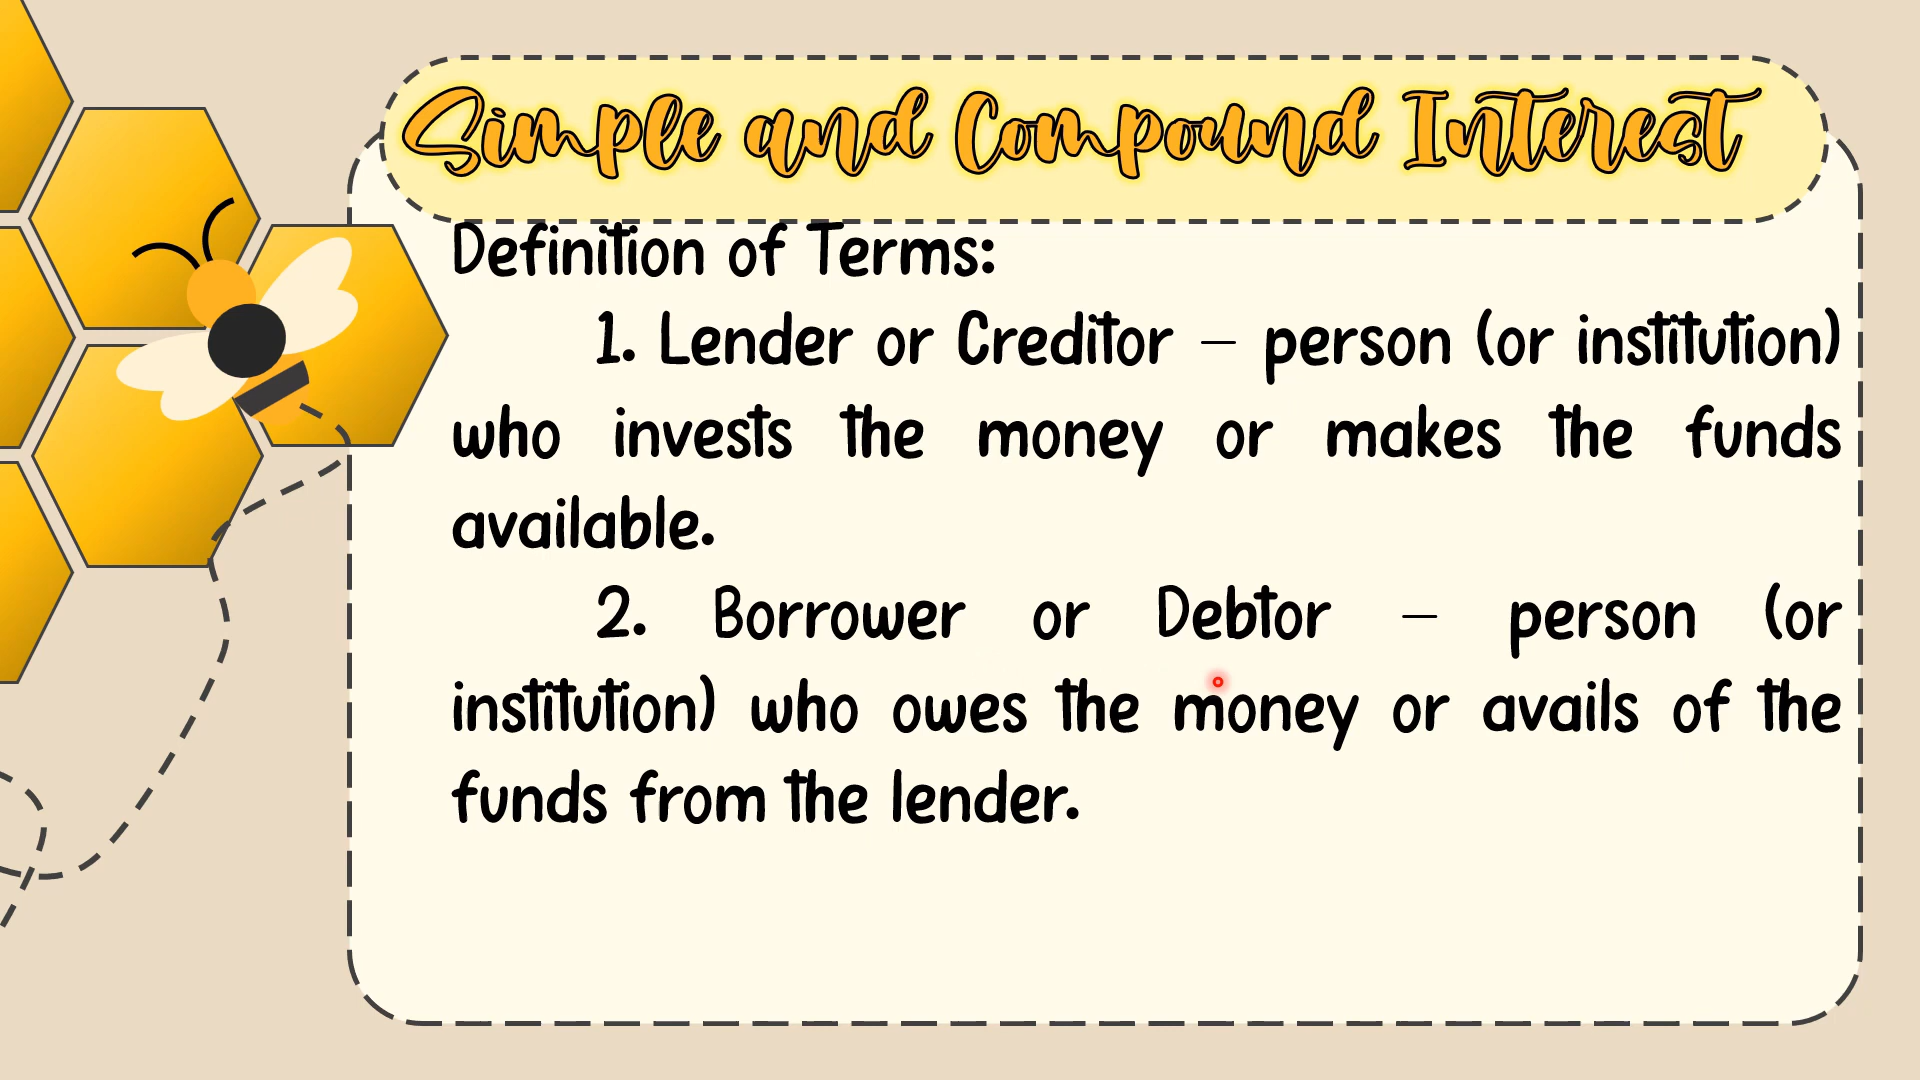 Simple and Compound Interest
Definition of Terms:
1. Lender or Creditor – person (or institution)
who invests the money or makes the funds
available.
2. Borrower or Debtor – person (or
institution) who owes the money or avails of the
funds from the lender.